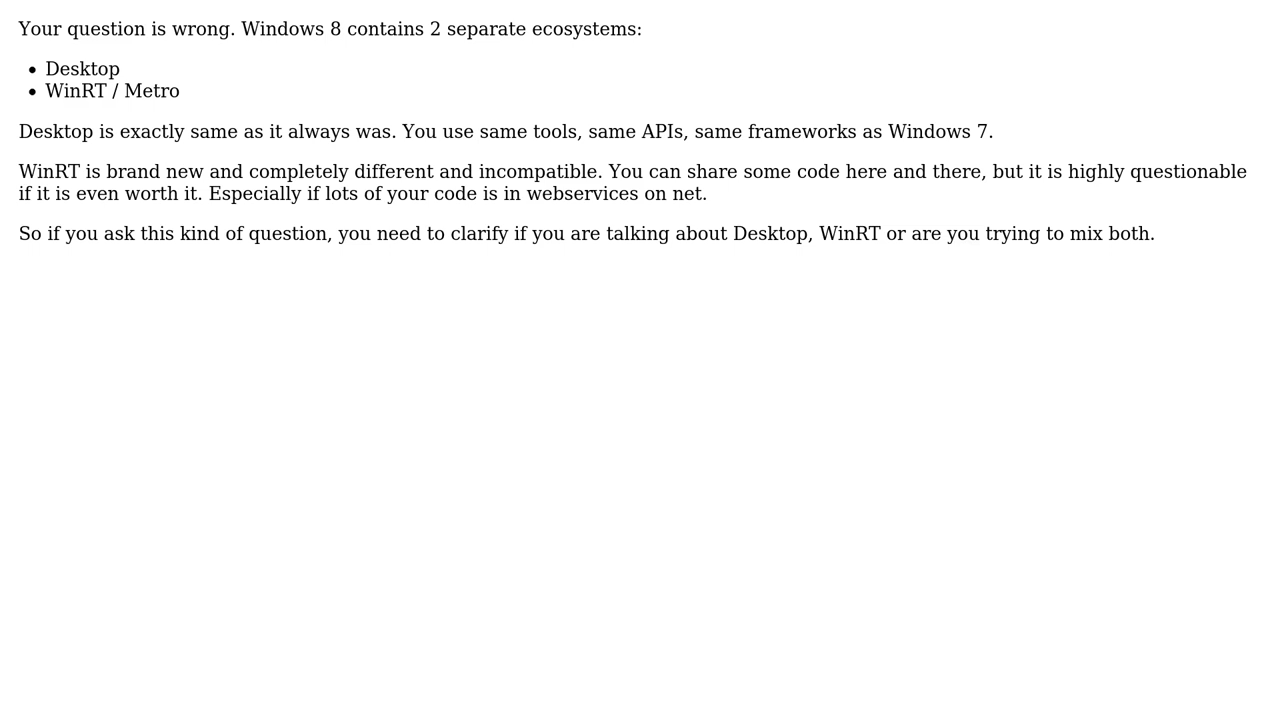 Your question is wrong. Windows 8 contains 2 separate ecosystems:
• Desktop
• WinRT / Metro
Desktop is exactly same as it always was. You use same tools, same APIs, same frameworks as Windows 7.
WinRT is brand new and completely different and incompatible. You can share some code here and there, but it is highly questionable
if it is even worth it. Especially if lots of your code is in webservices on net.
So if you ask this kind of question, you need to clarify if you are talking about Desktop, WinRT or are you trying to mix both.